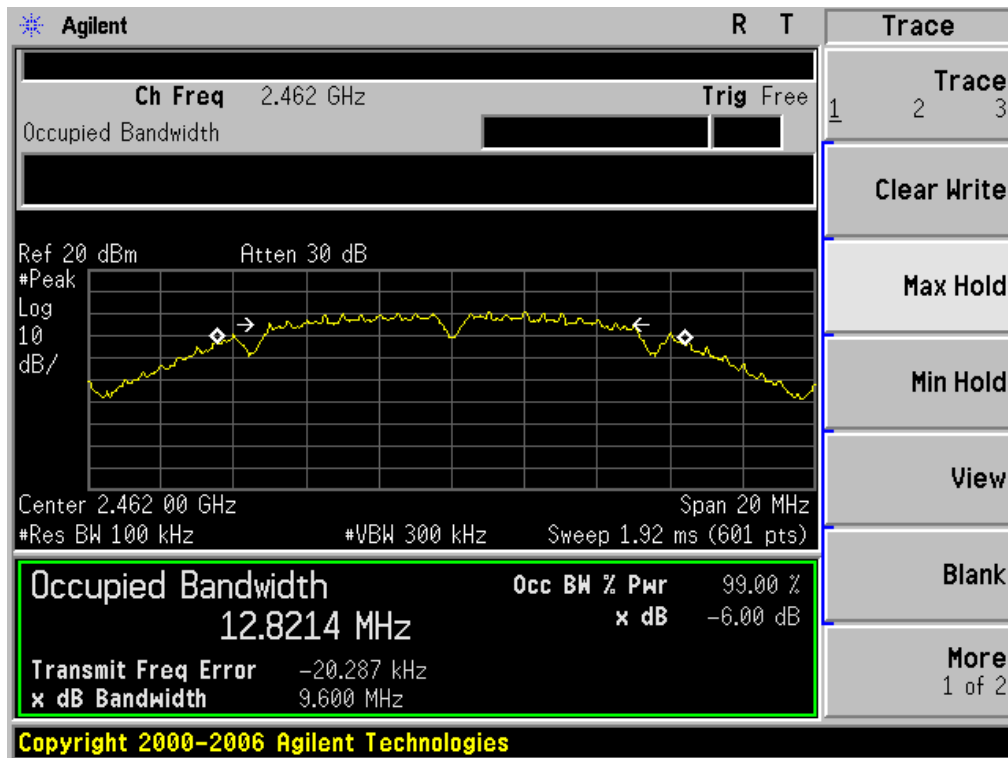 Agilent R T Trace
Ch Freq 2.462 GHz Trig Free
Occupied Bandwidth
Trace
1 2 3
Clear Write
Max Hold
Min Hold
View
Blank
More
1 of 2
Ref 20 dBm Atten 30 dB
#Peak
Log
10
dB/
Center 2.462 00 GHz Span 20 MHz
#Res BW 100 kHz #VBW 300 kHz Sweep 1.92 ms (601 pts)
Occupied Bandwidth Occ BW % Pwr 99.00 %
12.8214 MHz x dB -6.00 dB
Transmit Freq Error -20.287 kHz
x dB Bandwidth 9.600 MHz
Copyright 2000-2006 Agilent Technologies